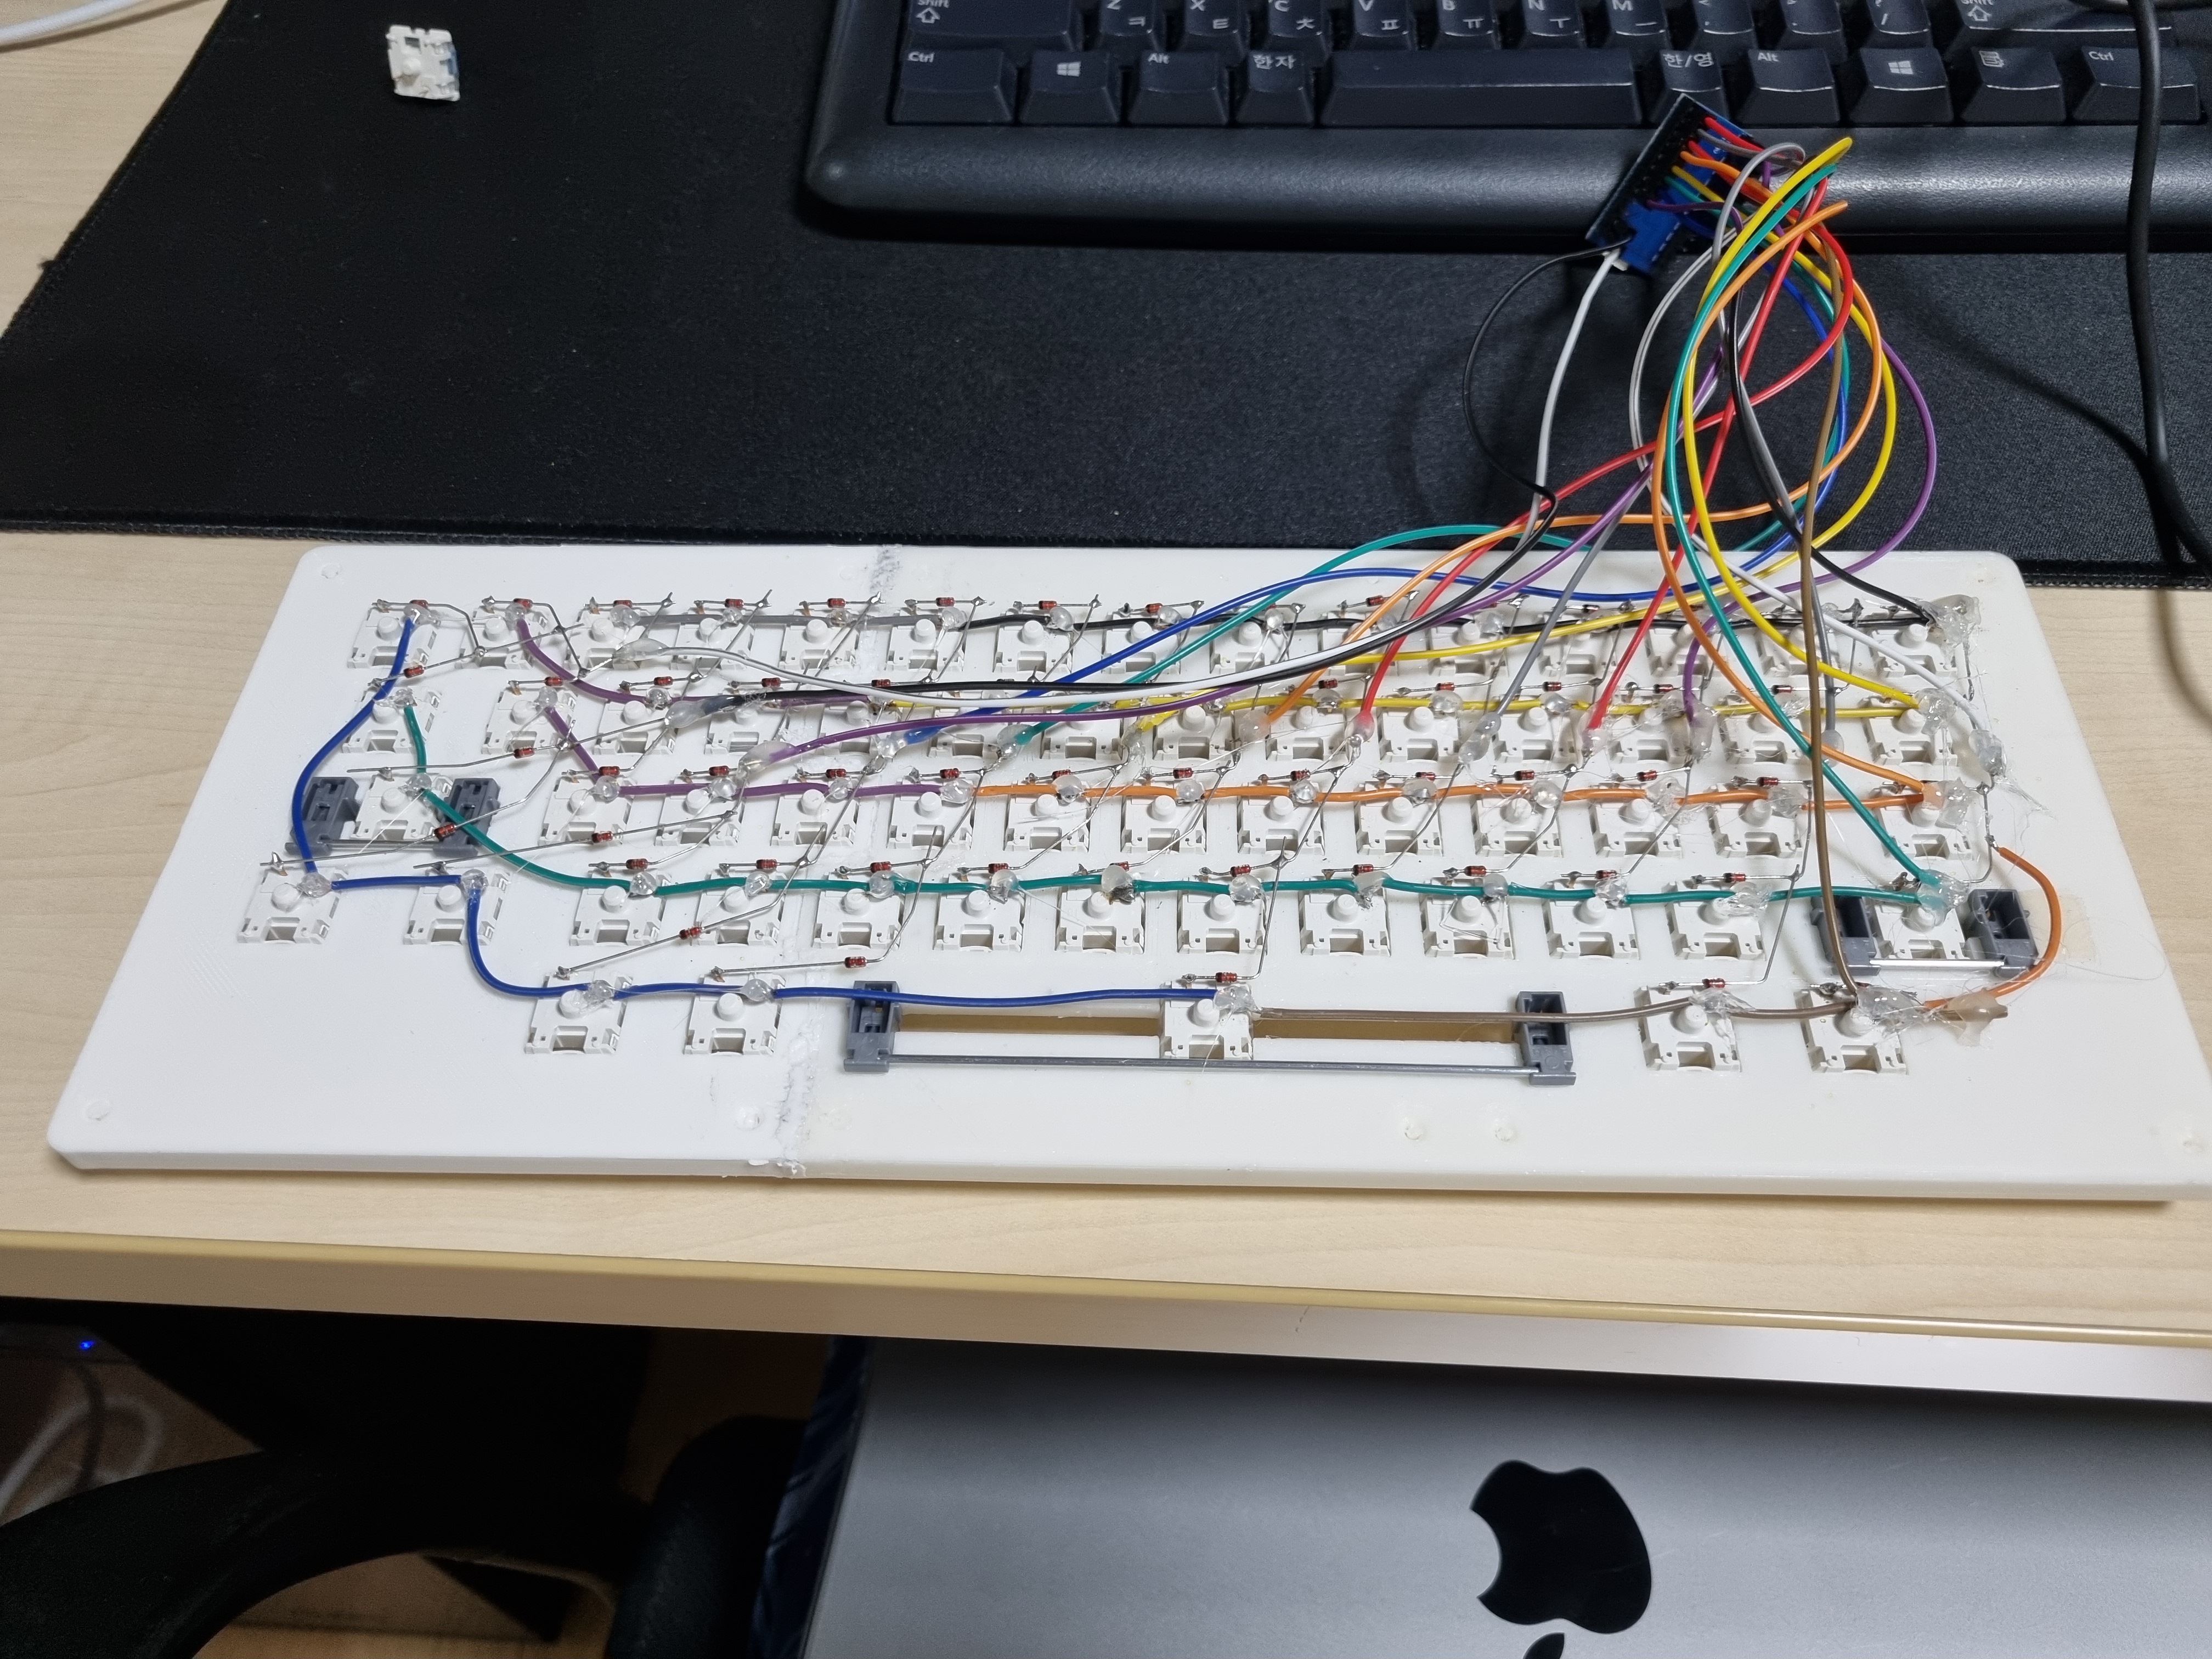 Shift Z ㅋ X ㅌ C ㅊ V ㅍ B ㅠ N ㅜ M ㅡ < , > . ? / Shift
Ctrl Alt 한자 한/영 Alt Ctrl